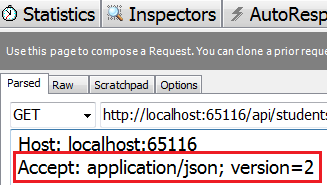 Statistics Inspectors AutoResp
Use this page to compose a Request. You can clone a prior reque
Parsed Raw Scratchpad Options
GET http://localhost:65116/api/students
Host: localhost:65116
Accept: application/json; version=2